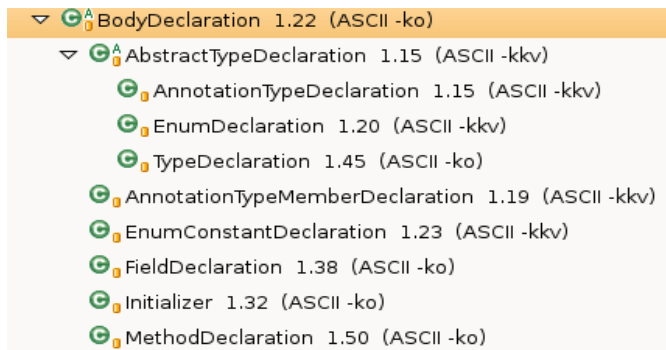 BodyDeclaration 1.22 (ASCII -ko)
AbstractTypeDeclaration 1.15 (ASCII -kkv)
AnnotationTypeDeclaration 1.15 (ASCII -kkv)
EnumDeclaration 1.20 (ASCII -kkv)
TypeDeclaration 1.45 (ASCII -ko)
AnnotationTypeMemberDeclaration 1.19 (ASCII -kkv)
EnumConstantDeclaration 1.23 (ASCII -kkv)
FieldDeclaration 1.38 (ASCII -ko)
Initializer 1.32 (ASCII -ko)
MethodDeclaration 1.50 (ASCII -ko)